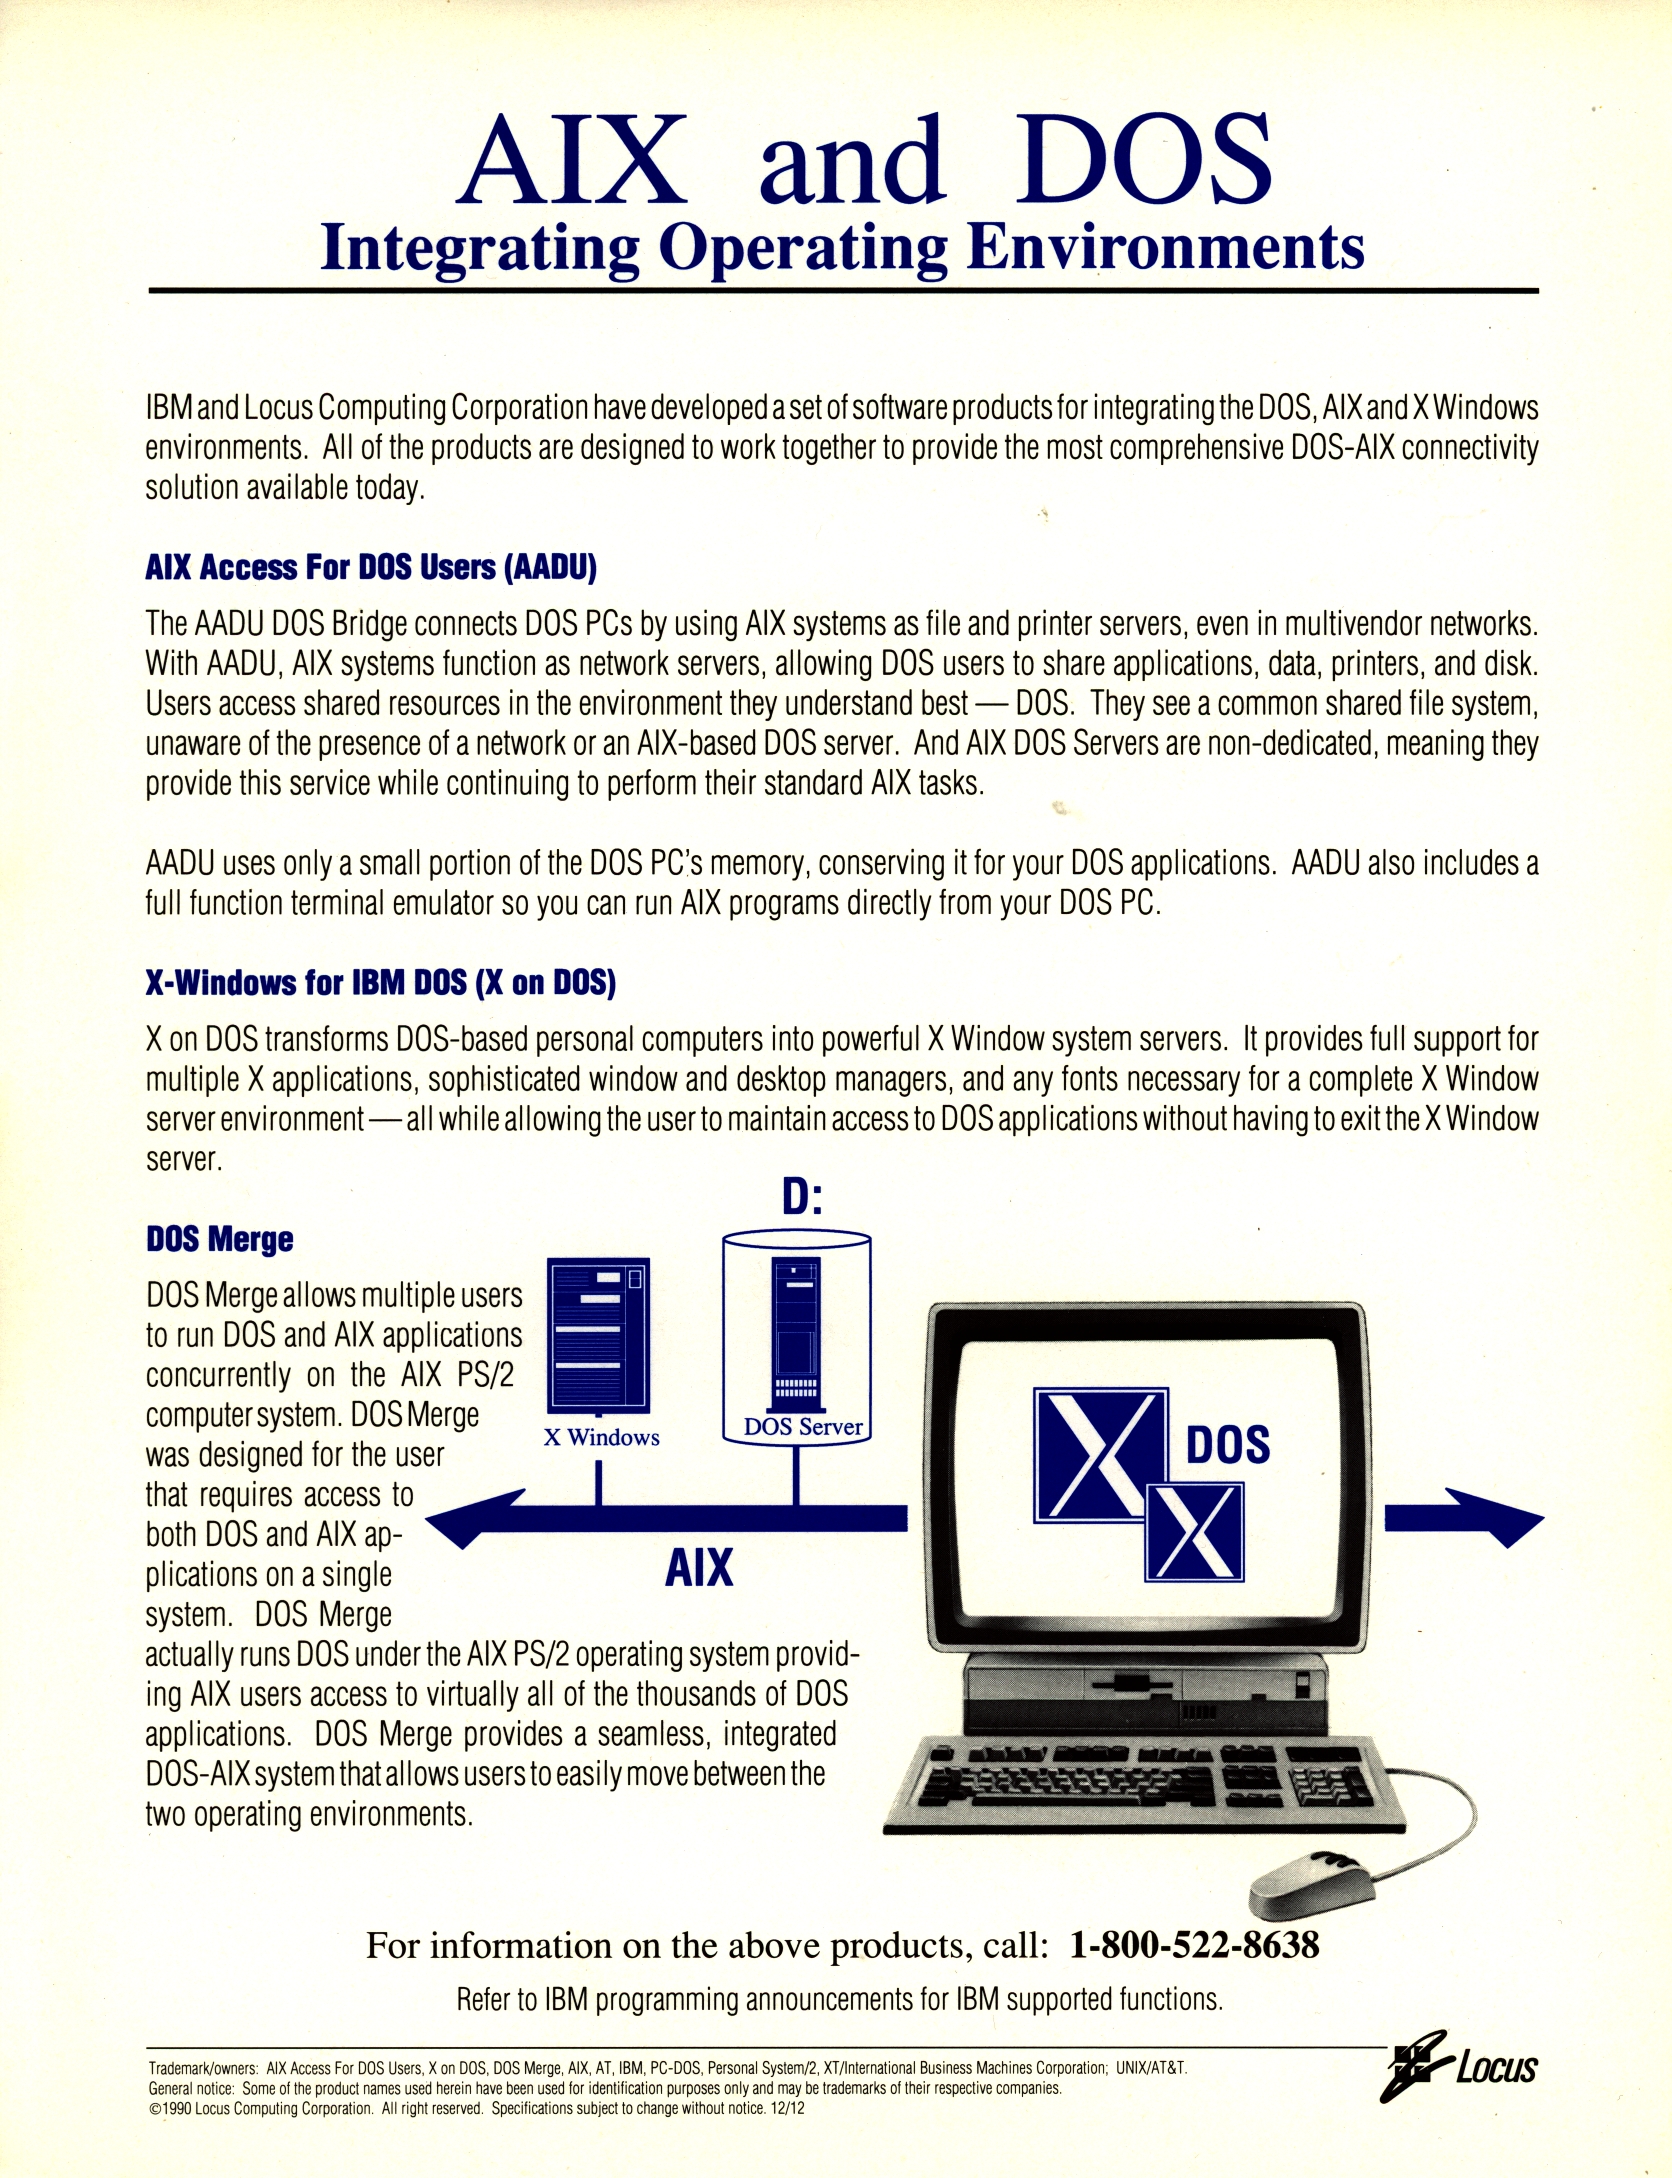 AIX and DOS
Integrating Operating Environments
IBM and Locus Computing Corporation have developed a set of software products for integrating the DOS, AIX and X Windows
environments. All of the products are designed to work together to provide the most comprehensive DOS-AIX connectivity
solution available today.
AIX Access For DOS Users (AADU)
The AADU DOS Bridge connects DOS PCs by using AIX systems as file and printer servers, even in multivendor networks.
With AADU, AIX systems function as network servers, allowing DOS users to share applications, data, printers, and disk.
Users access shared resources in the environment they understand best — DOS. They see a common shared file system,
unaware of the presence of a network or an AIX-based DOS server. And AIX DOS Servers are non-dedicated, meaning they
provide this service while continuing to perform their standard AIX tasks.
AADU uses only a small portion of the DOS PC's memory, conserving it for your DOS applications. AADU also includes a
full function terminal emulator so you can run AIX programs directly from your DOS PC.
X-Windows for IBM DOS (X on DOS)
X on DOS transforms DOS-based personal computers into powerful X Window system servers. It provides full support for
multiple X applications, sophisticated window and desktop managers, and any fonts necessary for a complete X Window
server environment — all while allowing the user to maintain access to DOS applications without having to exit the X Window
server.
DOS Merge
DOS Merge allows multiple users
to run DOS and AIX applications
concurrently on the AIX PS/2
computer system. DOS Merge
was designed for the user
that requires access to
both DOS and AIX ap-
plications on a single
system. DOS Merge
actually runs DOS under the AIX PS/2 operating system provid-
ing AIX users access to virtually all of the thousands of DOS
applications. DOS Merge provides a seamless, integrated
DOS-AIX system that allows users to easily move between the
two operating environments.
D:
X Windows
DOS Server
AIX
X
DOS
X
For information on the above products, call: 1-800-522-8638
Refer to IBM programming announcements for IBM supported functions.
Trademark/owners: AIX Access For DOS Users, X on DOS, DOS Merge, AIX, AT, IBM, PC-DOS, Personal System/2, XT/International Business Machines Corporation; UNIX/AT&T.
General notice: Some of the product names used herein have been used for identification purposes only and may be trademarks of their respective companies.
©1990 Locus Computing Corporation. All right reserved. Specifications subject to change without notice. 12/12
Locus